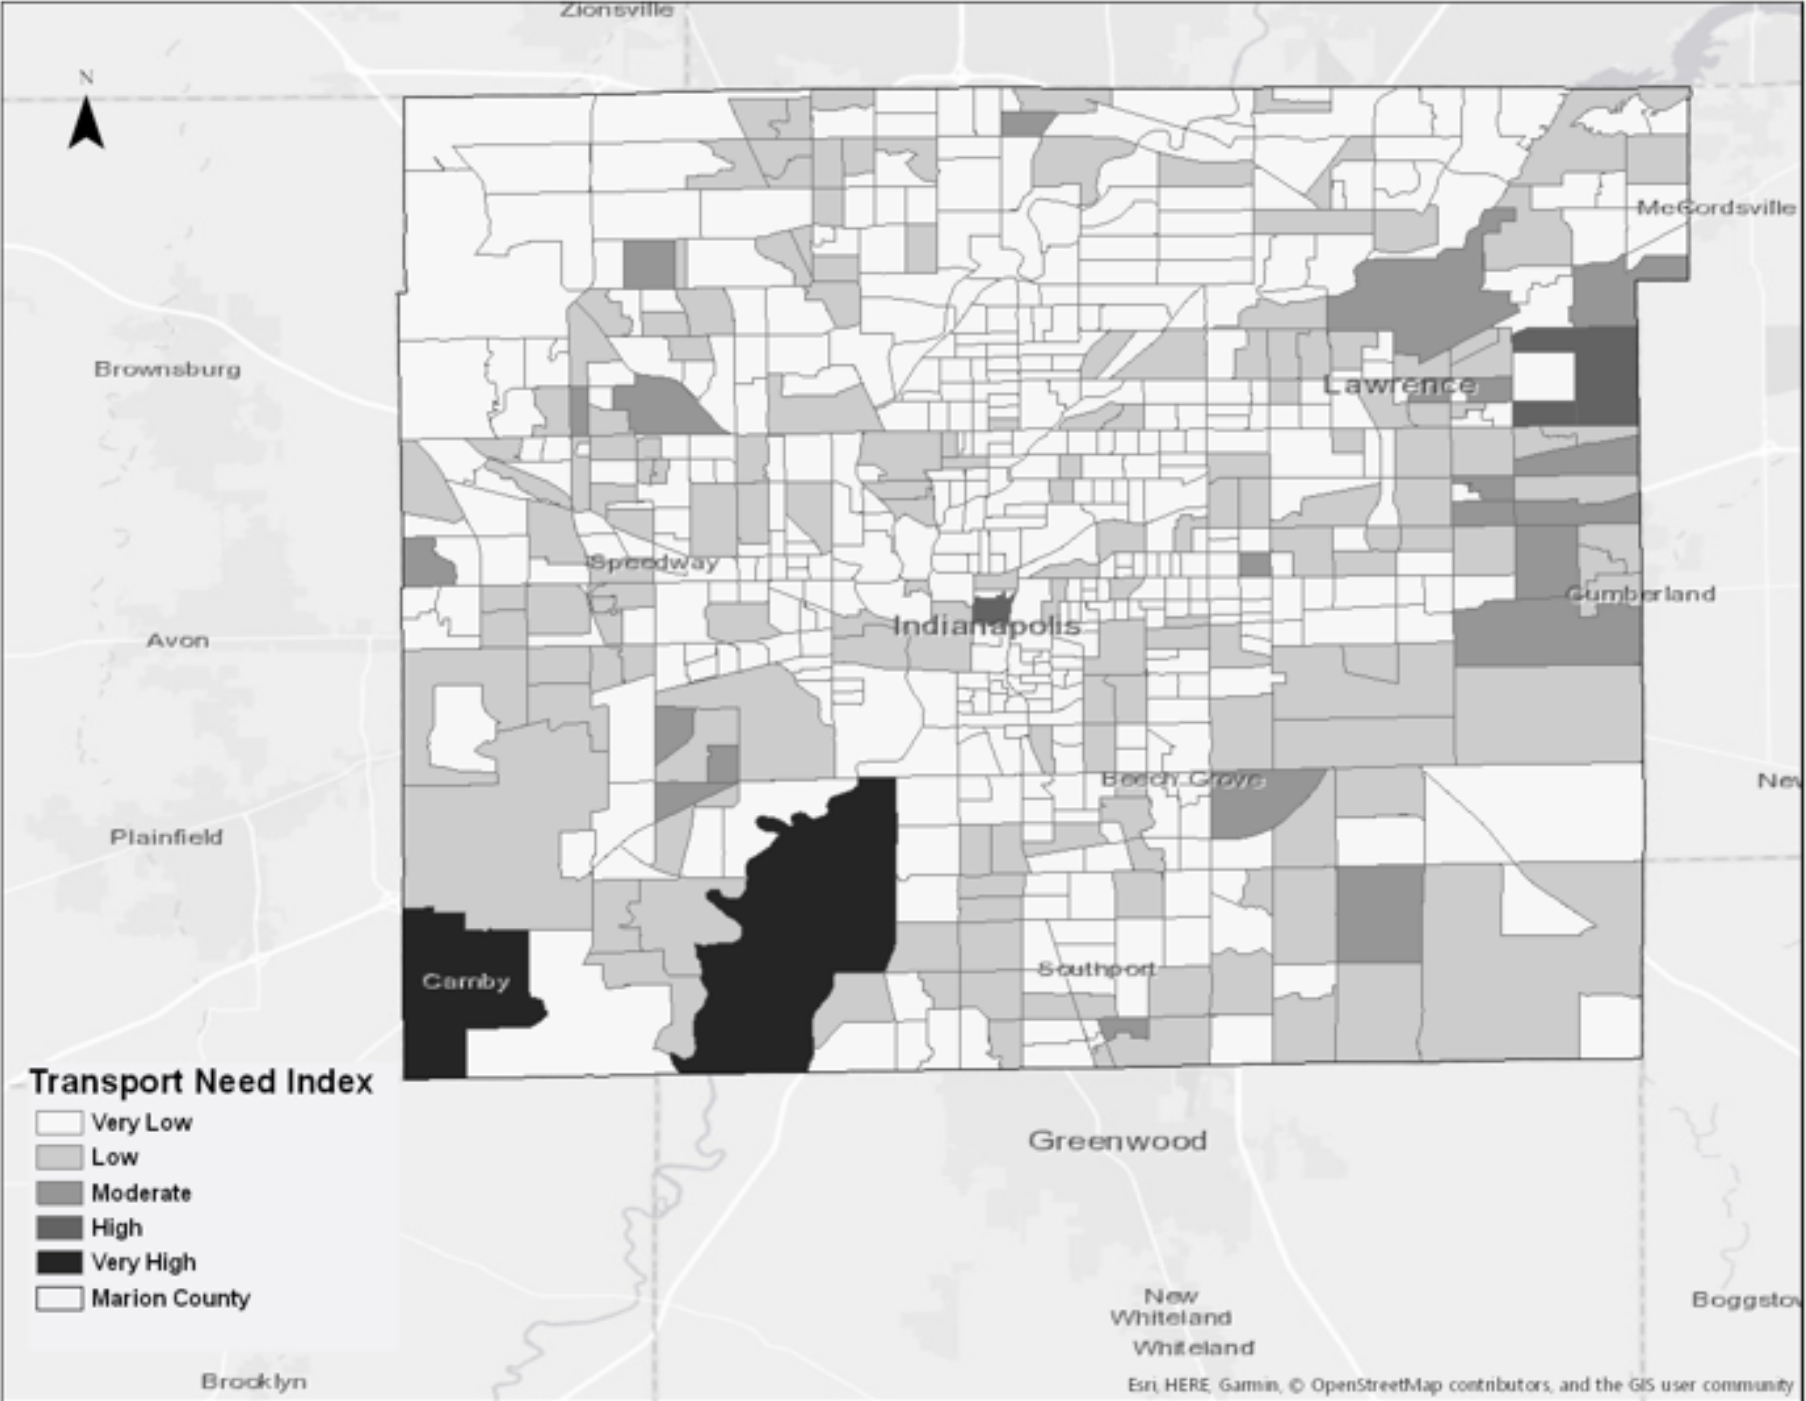 Zionsville
N
McCordsville
Brownsburg
Lawrence
Speedway
Cumberland
Indianapolis
Avon
Beech Grove
New
Plainfield
Southport
Camby
Transport Need Index
Very Low
Low
Moderate
High
Very High
Marion County
Greenwood
New
Whiteland
Whiteland
Boggstow
Brooklyn
Esri, HERE, Garmin, © OpenStreetMap contributors, and the GIS user community